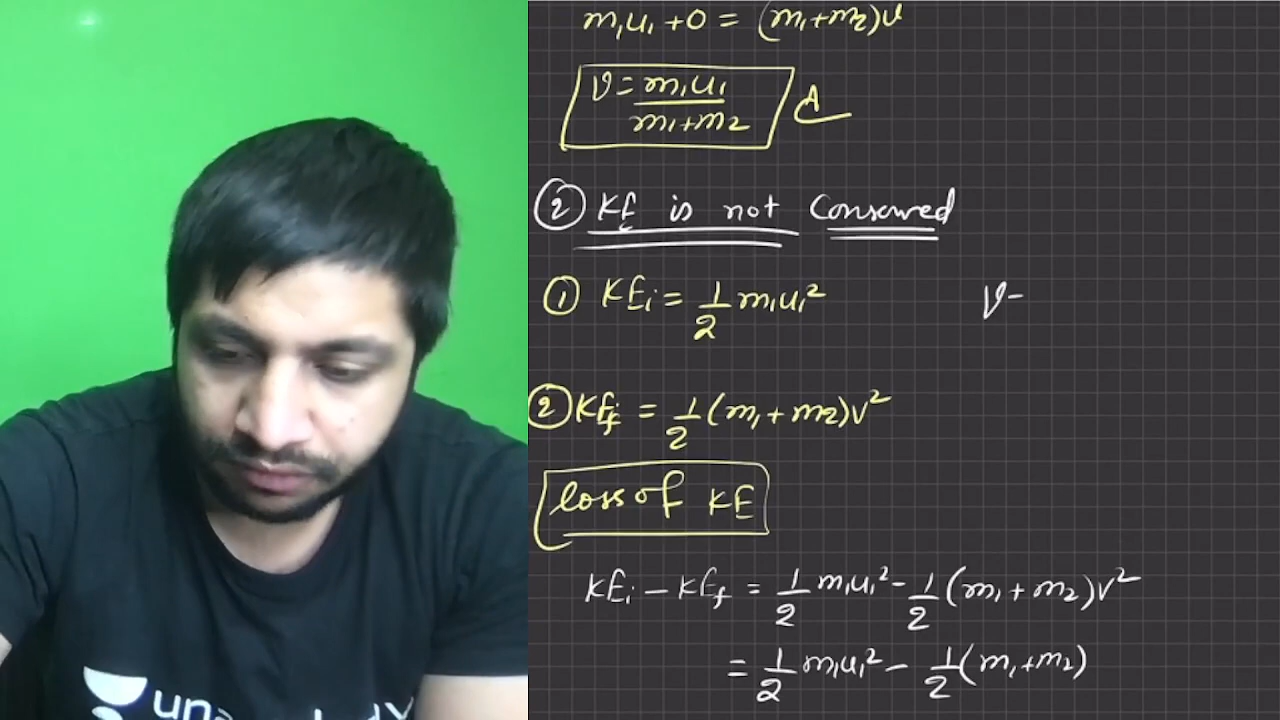 m₁u₁ + 0 = (m₁+m₂)v
v = m₁u₁ / m₁+m₂
② KE is not Conserved
① KEᵢ = 1/2 m₁u₁² v-
② KE_f = 1/2 (m₁+m₂)v²
loss of KE
KEᵢ - KE_f = 1/2 m₁u₁² - 1/2 (m₁+m₂)v²
= 1/2 m₁u₁² - 1/2 (m₁+m₂)